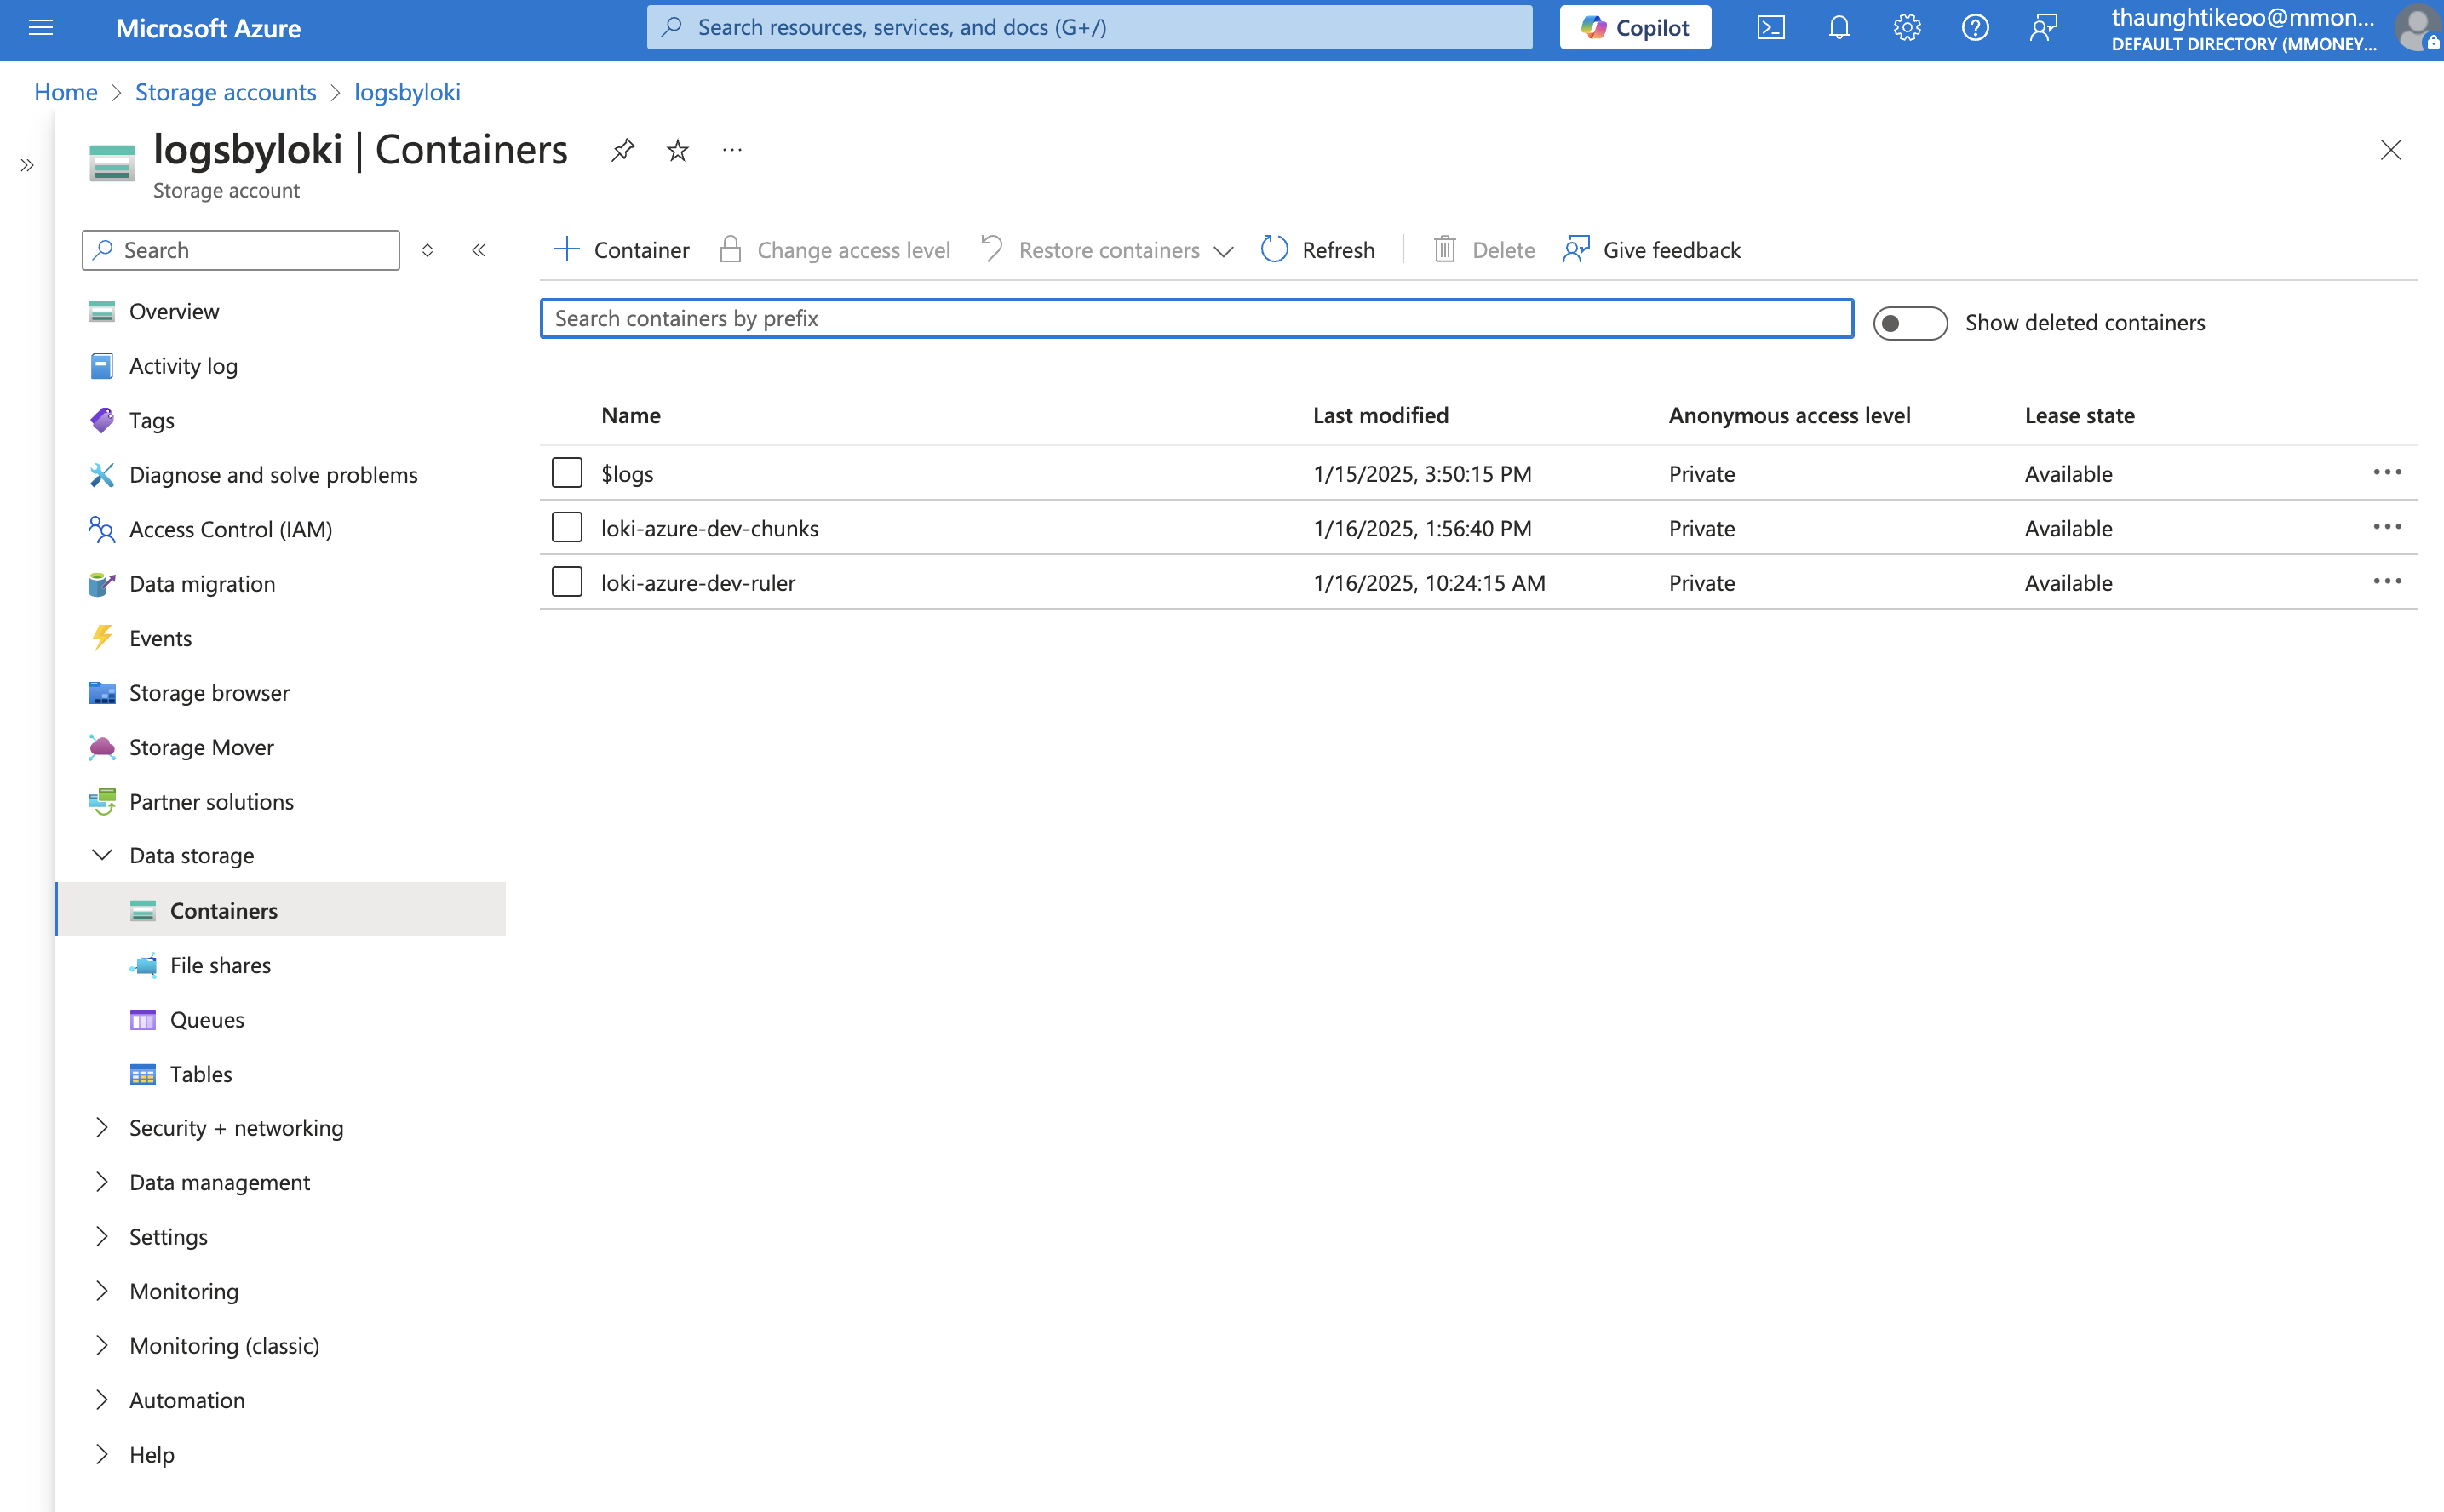 Microsoft Azure
Search resources, services, and docs (G+/)
Copilot
thaunghtikeoo@mmon...
DEFAULT DIRECTORY (MMONEY...
Home > Storage accounts > logsbyloki
logsbyloki | Containers
Storage account
Search
Container
Change access level
Restore containers
Refresh
Delete
Give feedback
Search containers by prefix
Show deleted containers
Name Last modified Anonymous access level Lease state
$logs 1/15/2025, 3:50:15 PM Private Available
loki-azure-dev-chunks 1/16/2025, 1:56:40 PM Private Available
loki-azure-dev-ruler 1/16/2025, 10:24:15 AM Private Available
Overview
Activity log
Tags
Diagnose and solve problems
Access Control (IAM)
Data migration
Events
Storage browser
Storage Mover
Partner solutions
Data storage
Containers
File shares
Queues
Tables
Security + networking
Data management
Settings
Monitoring
Monitoring (classic)
Automation
Help